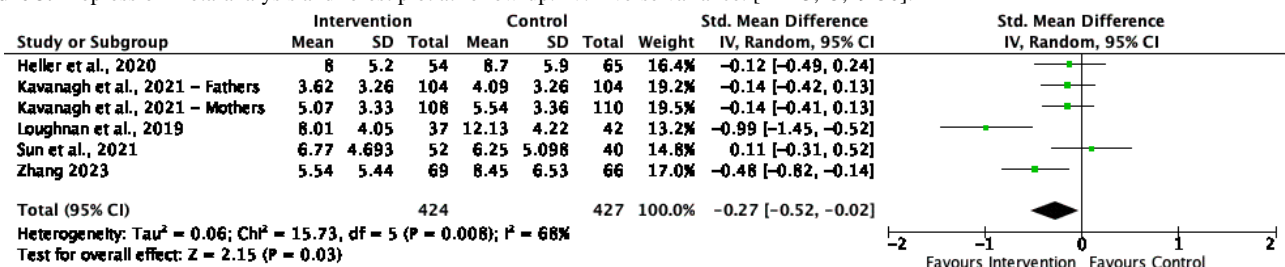 Intervention Control Std. Mean Difference Std. Mean Difference
Study or Subgroup Mean SD Total Mean SD Total Weight IV, Random, 95% CI IV, Random, 95% CI
Heller et al., 2020 8 5.2 54 8.7 5.9 65 16.4% −0.12 [−0.49, 0.24]
Kavanagh et al., 2021 – Fathers 3.62 3.26 104 4.09 3.26 104 19.2% −0.14 [−0.42, 0.13]
Kavanagh et al., 2021 – Mothers 5.07 3.33 108 5.54 3.36 110 19.5% −0.14 [−0.41, 0.13]
Loughnan et al., 2019 8.01 4.05 37 12.13 4.22 42 13.2% −0.99 [−1.45, −0.52]
Sun et al., 2021 6.77 4.693 52 6.25 5.098 40 14.8% 0.11 [−0.31, 0.52]
Zhang 2023 5.54 5.44 69 8.45 6.53 66 17.0% −0.48 [−0.82, −0.14]
Total (95% CI) 424 427 100.0% −0.27 [−0.52, −0.02]
Heterogeneity: Tau² = 0.06; Chi² = 15.73, df = 5 (P = 0.008); I² = 68%
Test for overall effect: Z = 2.15 (P = 0.03)
−2 −1 0 1 2
Favours Intervention Favours Control